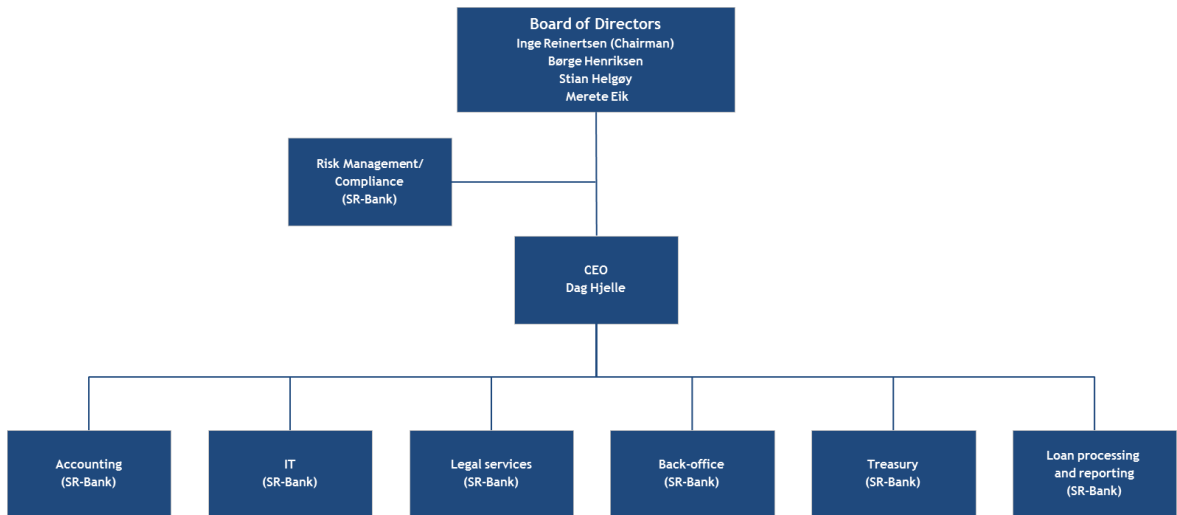 Board of Directors
Inge Reinertsen (Chairman)
Børge Henriksen
Stian Helgøy
Merete Eik
Risk Management/
Compliance
(SR-Bank)
CEO
Dag Hjelle
Accounting
(SR-Bank)
IT
(SR-Bank)
Legal services
(SR-Bank)
Back-office
(SR-Bank)
Treasury
(SR-Bank)
Loan processing
and reporting
(SR-Bank)